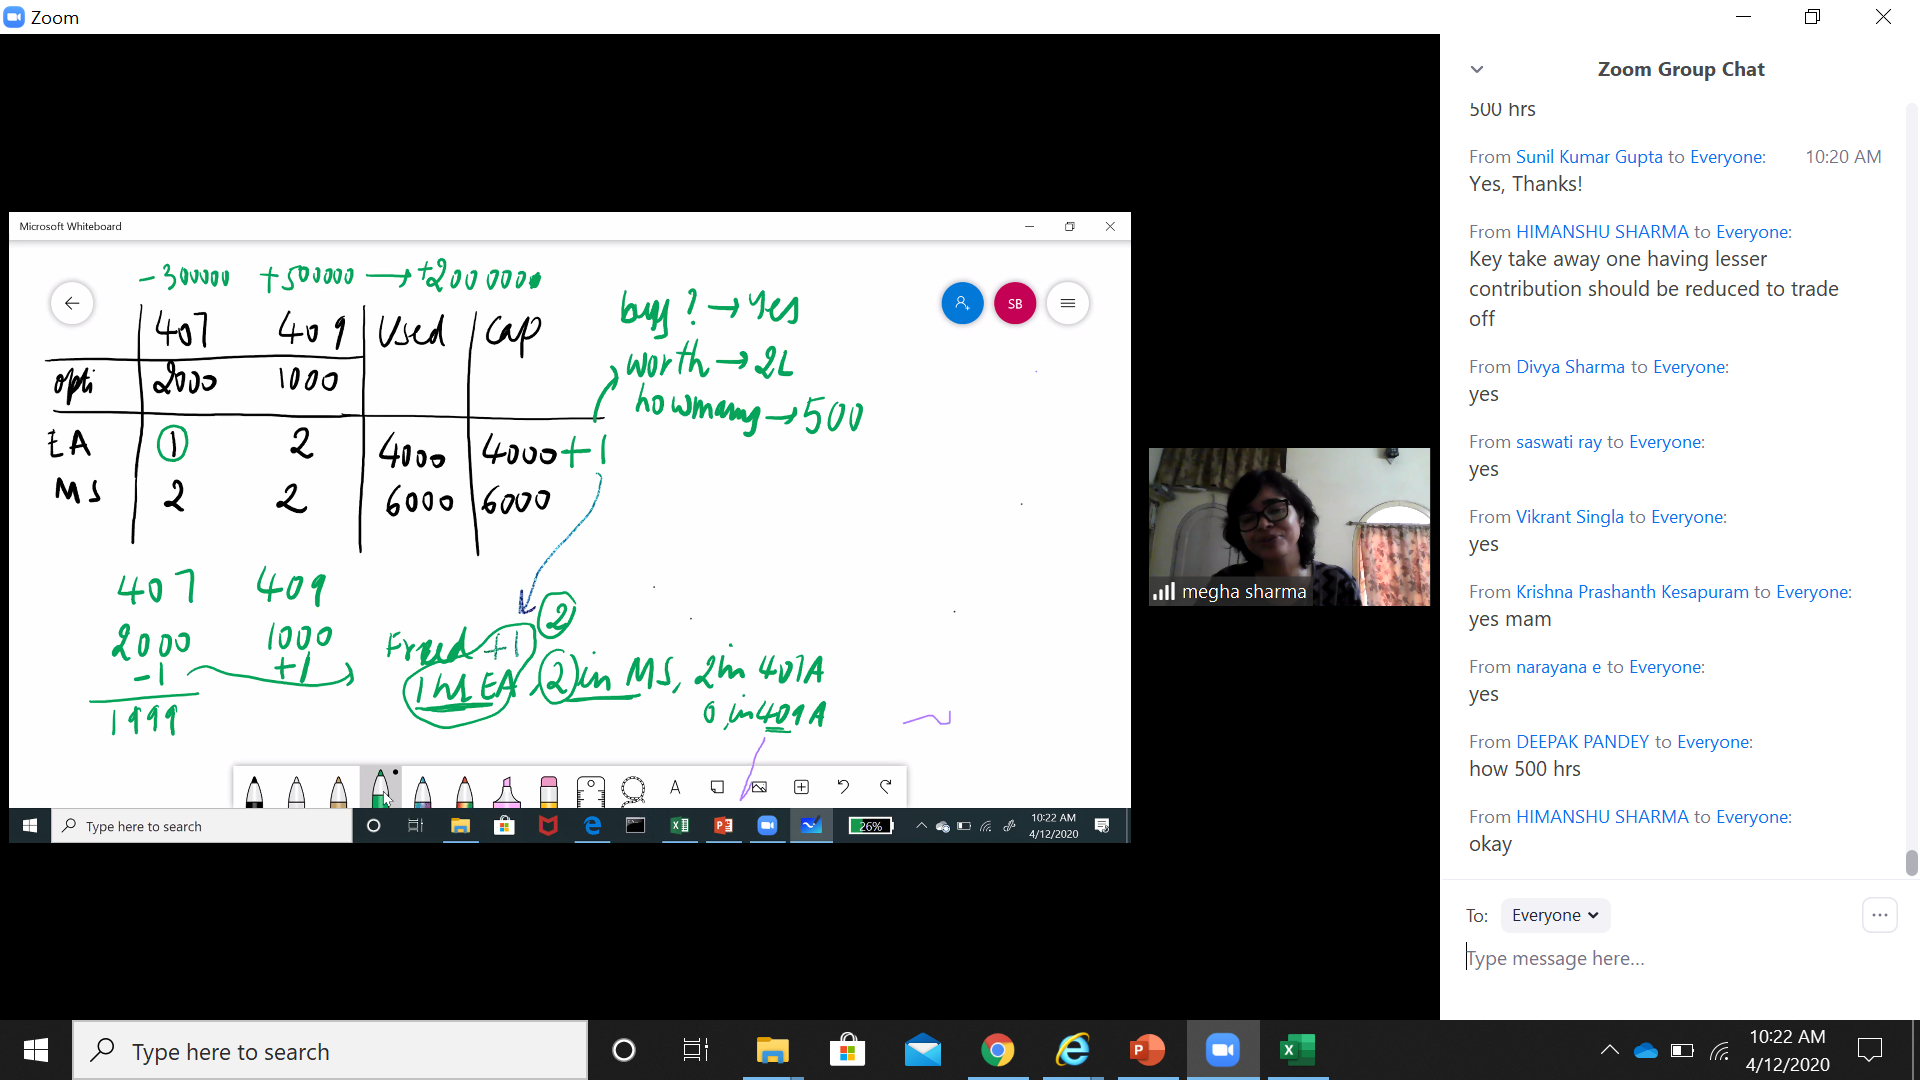 Zoom
Zoom Group Chat
500 hrs
From Sunil Kumar Gupta to Everyone: 10:20 AM
Yes, Thanks!
From HIMANSHU SHARMA to Everyone:
Key take away one having lesser
contribution should be reduced to trade
off
From Divya Sharma to Everyone:
yes
From saswati ray to Everyone:
yes
From Vikrant Singla to Everyone:
yes
From Krishna Prashanth Kesapuram to Everyone:
yes mam
From narayana e to Everyone:
yes
From DEEPAK PANDEY to Everyone:
how 500 hrs
From HIMANSHU SHARMA to Everyone:
okay
To: Everyone
Type message here...
Microsoft Whiteboard
-300000 +500000 → +200000
SB
buy? → Yes
407 409 Used Cap
worth → 2L
opti 2000 1000
howmany → 500
EA 1 2 4000 4000 +1
MS 2 2 6000 6000
407 409
2000 1000
-1 +1
1999
+1 2
1 hr EA, 2 in MS, 2 in 407A
0, in 409A
megha sharma
A
Type here to search
26%
10:22 AM
4/12/2020
Type here to search
10:22 AM
4/12/2020